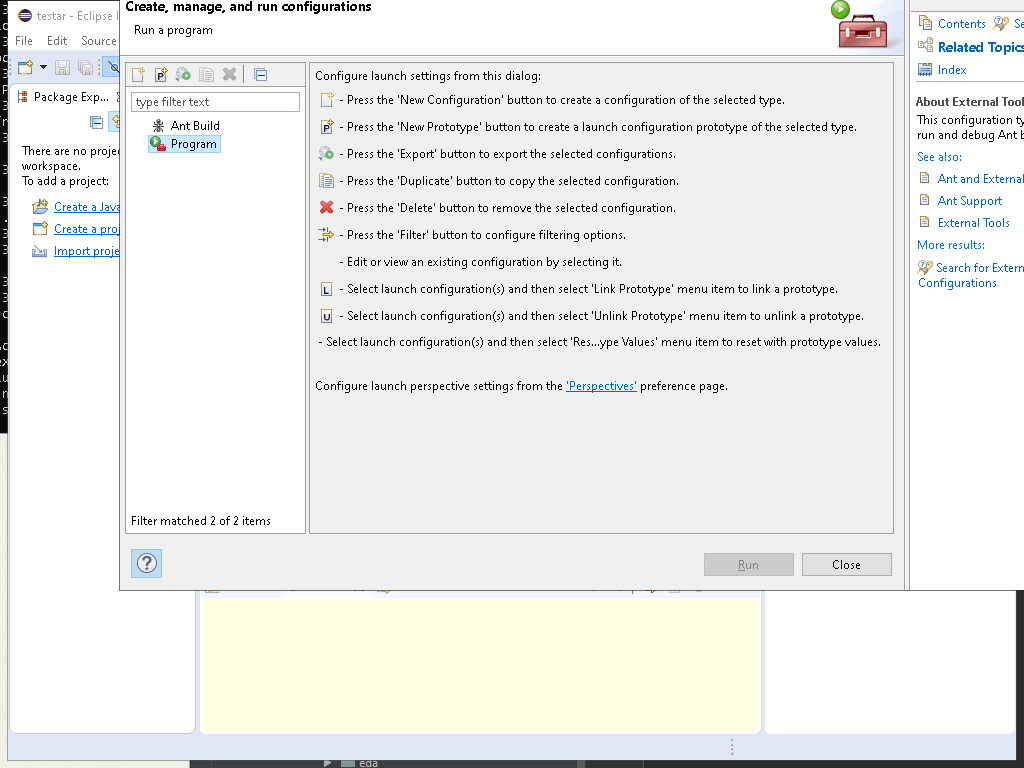 Create, manage, and run configurations
Run a program
testar - Eclipse
File Edit Source
Package Exp...
There are no
workspace.
To add a project:
Create a Java
Create a
Import
type filter text
Ant Build
Program
Filter matched 2 of 2 items
Configure launch settings from this dialog:
- Press the 'New Configuration' button to create a configuration of the selected type.
- Press the 'New Prototype' button to create a launch configuration prototype of the selected type.
- Press the 'Export' button to export the selected configurations.
- Press the 'Duplicate' button to copy the selected configuration.
- Press the 'Delete' button to remove the selected configuration.
- Press the 'Filter' button to configure filtering options.
- Edit or view an existing configuration by selecting it.
L - Select launch configuration(s) and then select 'Link Prototype' menu item to link a prototype.
U - Select launch configuration(s) and then select 'Unlink Prototype' menu item to unlink a prototype.
- Select launch configuration(s) and then select 'Res...ype Values' menu item to reset with prototype values.
Configure launch perspective settings from the 'Perspectives' preference page.
Run Close
Contents
Related Topics
Index
About External
This configuration
run and debug Ant
See also:
Ant and External
Ant Support
External Tools
More results:
Search for
Configurations
eda